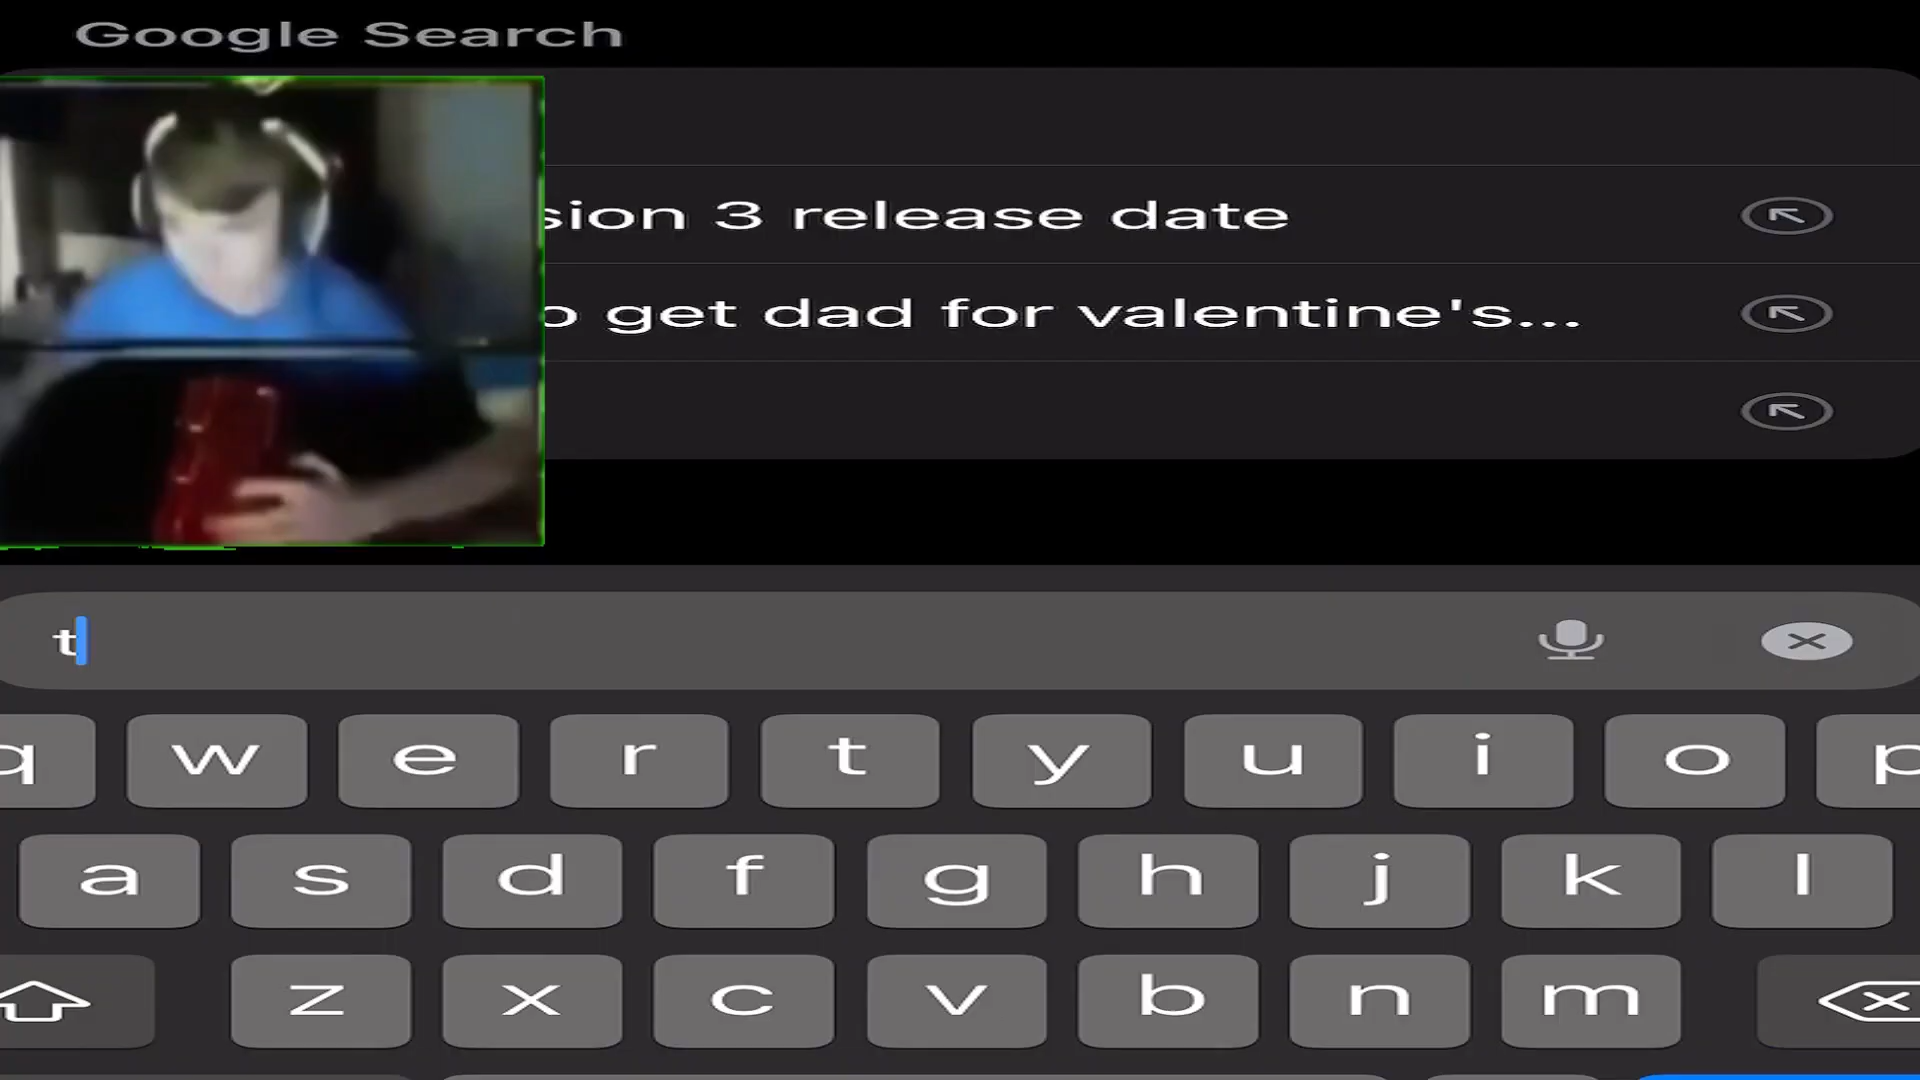 Google Search
sion 3 release date
o get dad for valentine's...
t
q w e r t y u i o p
a s d f g h j k l
z x c v b n m